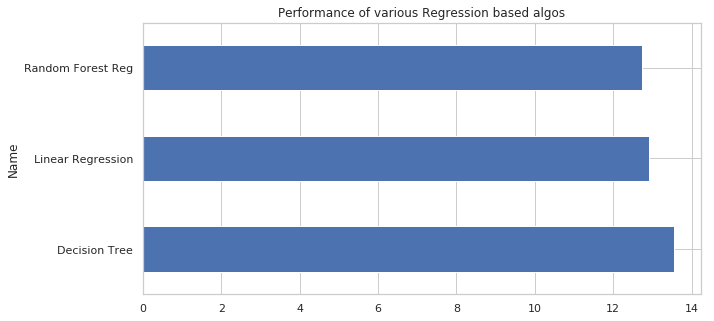 Performance of various Regression based algos
Random Forest Reg
Linear Regression
Decision Tree
Name
0 2 4 6 8 10 12 14